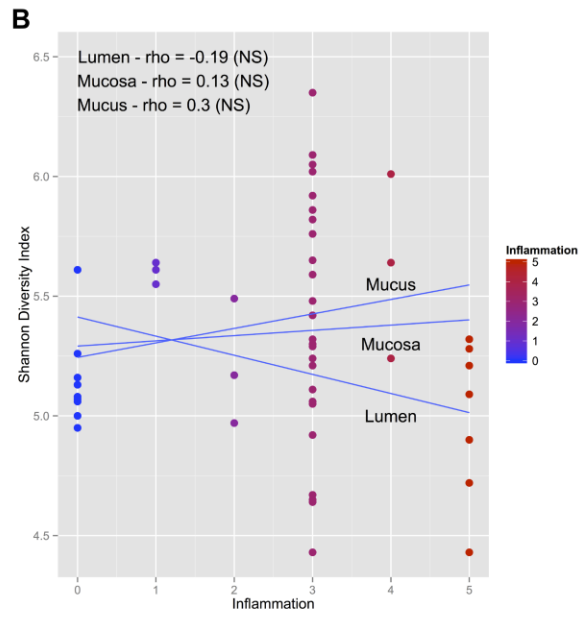 B
Lumen - rho = -0.19 (NS)
Mucosa - rho = 0.13 (NS)
Mucus - rho = 0.3 (NS)
6.5
6.0
5.5
5.0
4.5
Shannon Diversity Index
Mucus
Mucosa
Lumen
0 1 2 3 4 5
Inflammation
Inflammation
5
4
3
2
1
0